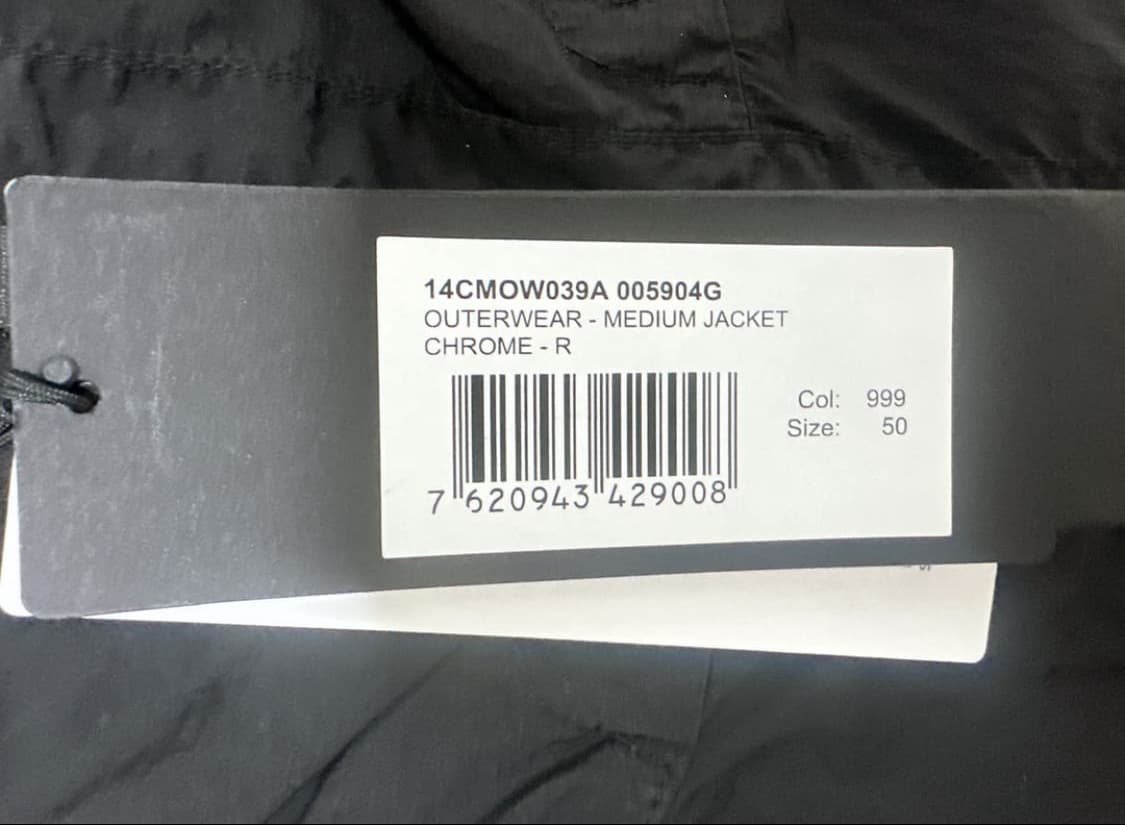 14CMOW039A 005904G
OUTERWEAR - MEDIUM JACKET
CHROME - R
Col: 999
Size: 50
7 620943 429008